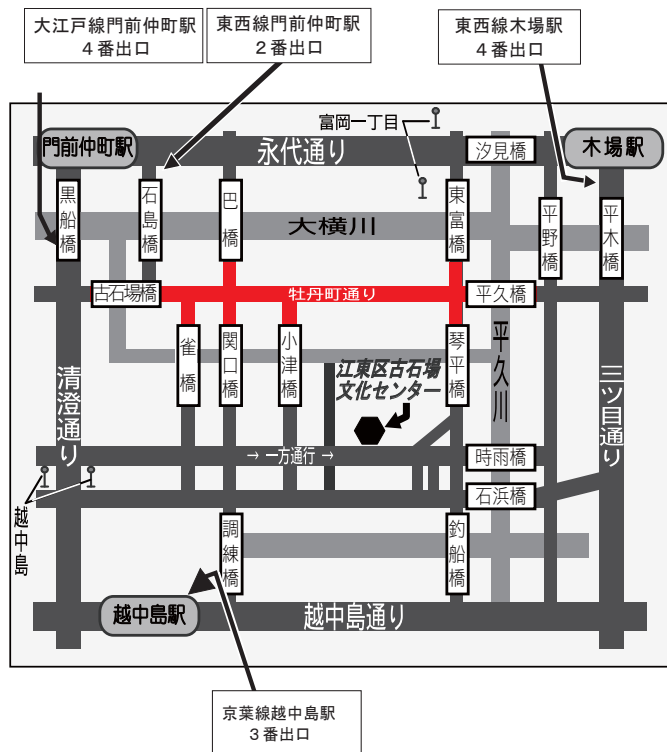 大江戸線門前仲町駅
4番出口
東西線門前仲町駅
2番出口
東西線木場駅
4番出口
富岡一丁目
門前仲町駅
永代通り
汐見橋
木場駅
黒船橋
石島橋
巴橋
東富橋
平野橋
平木橋
大横川
古石場橋
牡丹町通り
平久橋
雀橋
関口橋
小津橋
琴平橋
平久川
清澄通り
三ツ目通り
江東区古石場
文化センター
→一方通行→
時雨橋
石浜橋
越中島
調練橋
釣船橋
越中島駅
越中島通り
京葉線越中島駅
3番出口